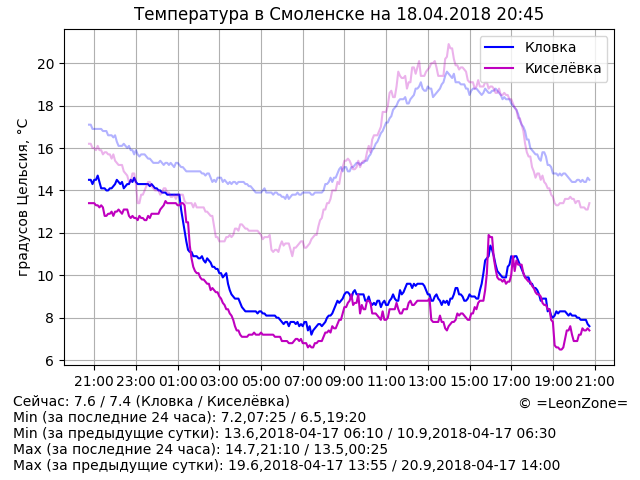 Температура в Смоленске на 18.04.2018 20:45
Кловка
Киселёвка
градусов Цельсия, °C
20
18
16
14
12
10
8
6
21:00 23:00 01:00 03:00 05:00 07:00 09:00 11:00 13:00 15:00 17:00 19:00 21:00
Сейчас: 7.6 / 7.4 (Кловка / Киселёвка)
© =LeonZone=
Min (за последние 24 часа): 7.2,07:25 / 6.5,19:20
Min (за предыдущие сутки): 13.6,2018-04-17 06:10 / 10.9,2018-04-17 06:30
Max (за последние 24 часа): 14.7,21:10 / 13.5,00:25
Max (за предыдущие сутки): 19.6,2018-04-17 13:55 / 20.9,2018-04-17 14:00